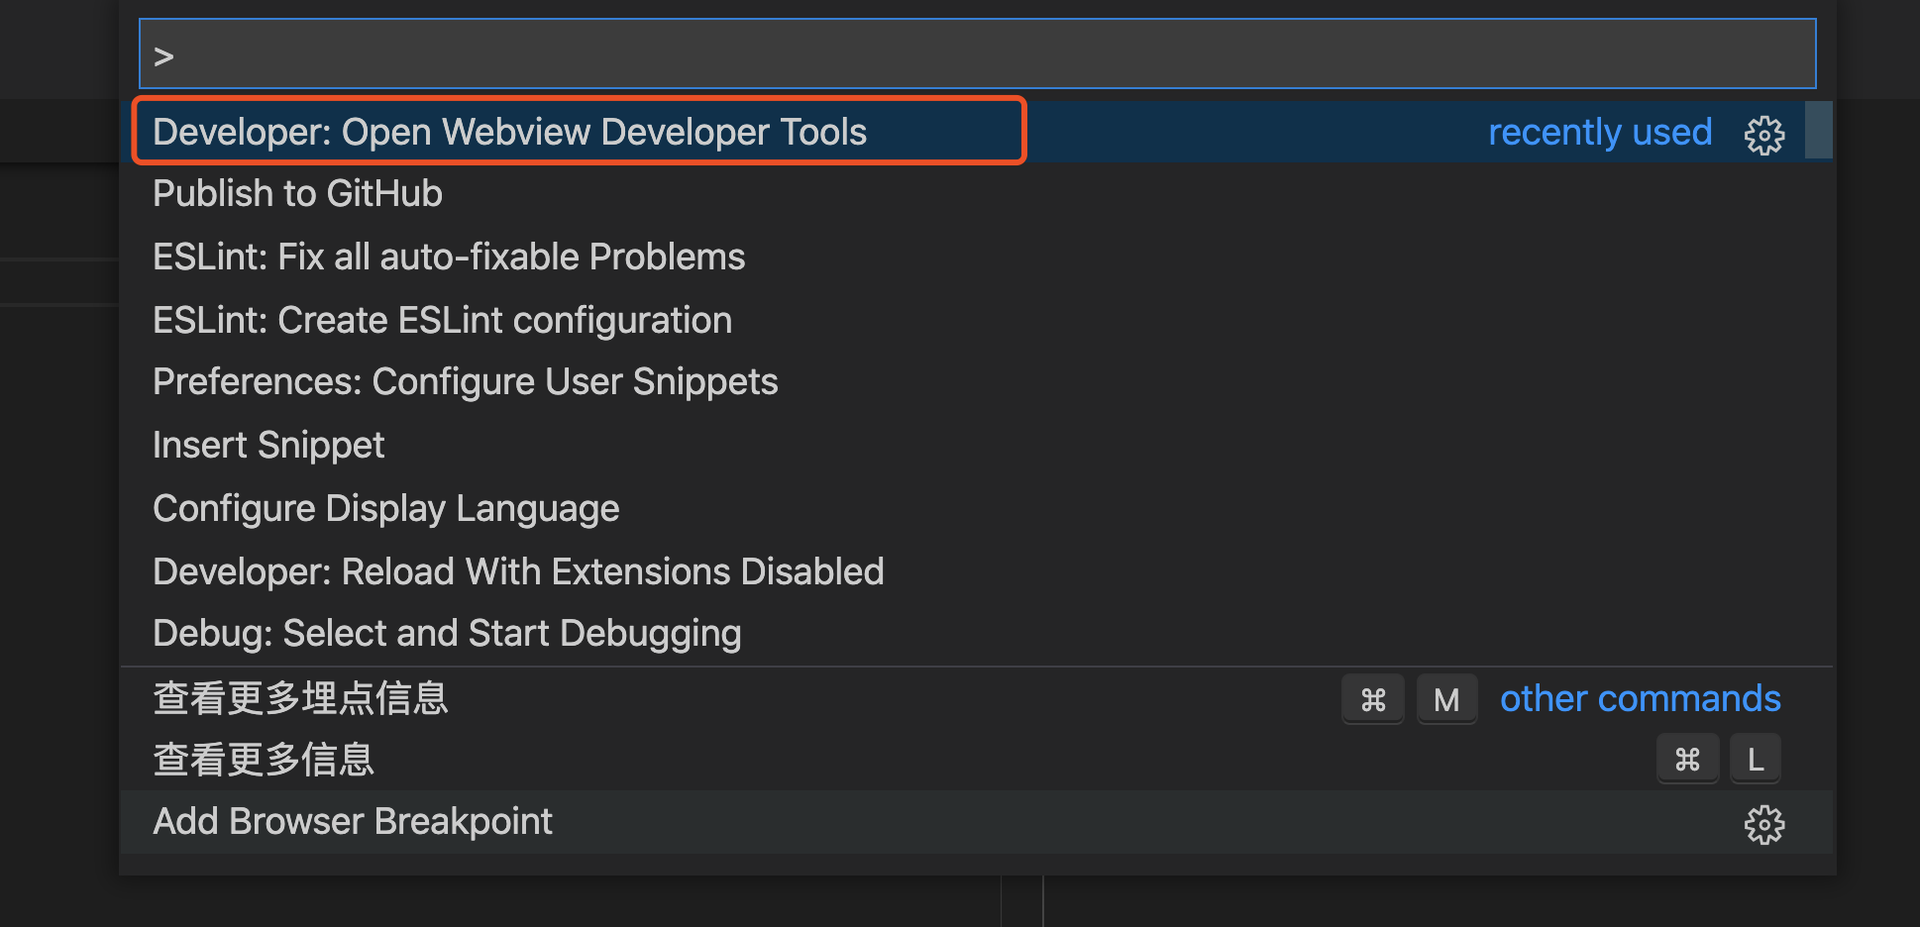 >
Developer: Open Webview Developer Tools recently used
Publish to GitHub
ESLint: Fix all auto-fixable Problems
ESLint: Create ESLint configuration
Preferences: Configure User Snippets
Insert Snippet
Configure Display Language
Developer: Reload With Extensions Disabled
Debug: Select and Start Debugging
查看更多埋点信息 ⌘ M other commands
查看更多信息 ⌘ L
Add Browser Breakpoint